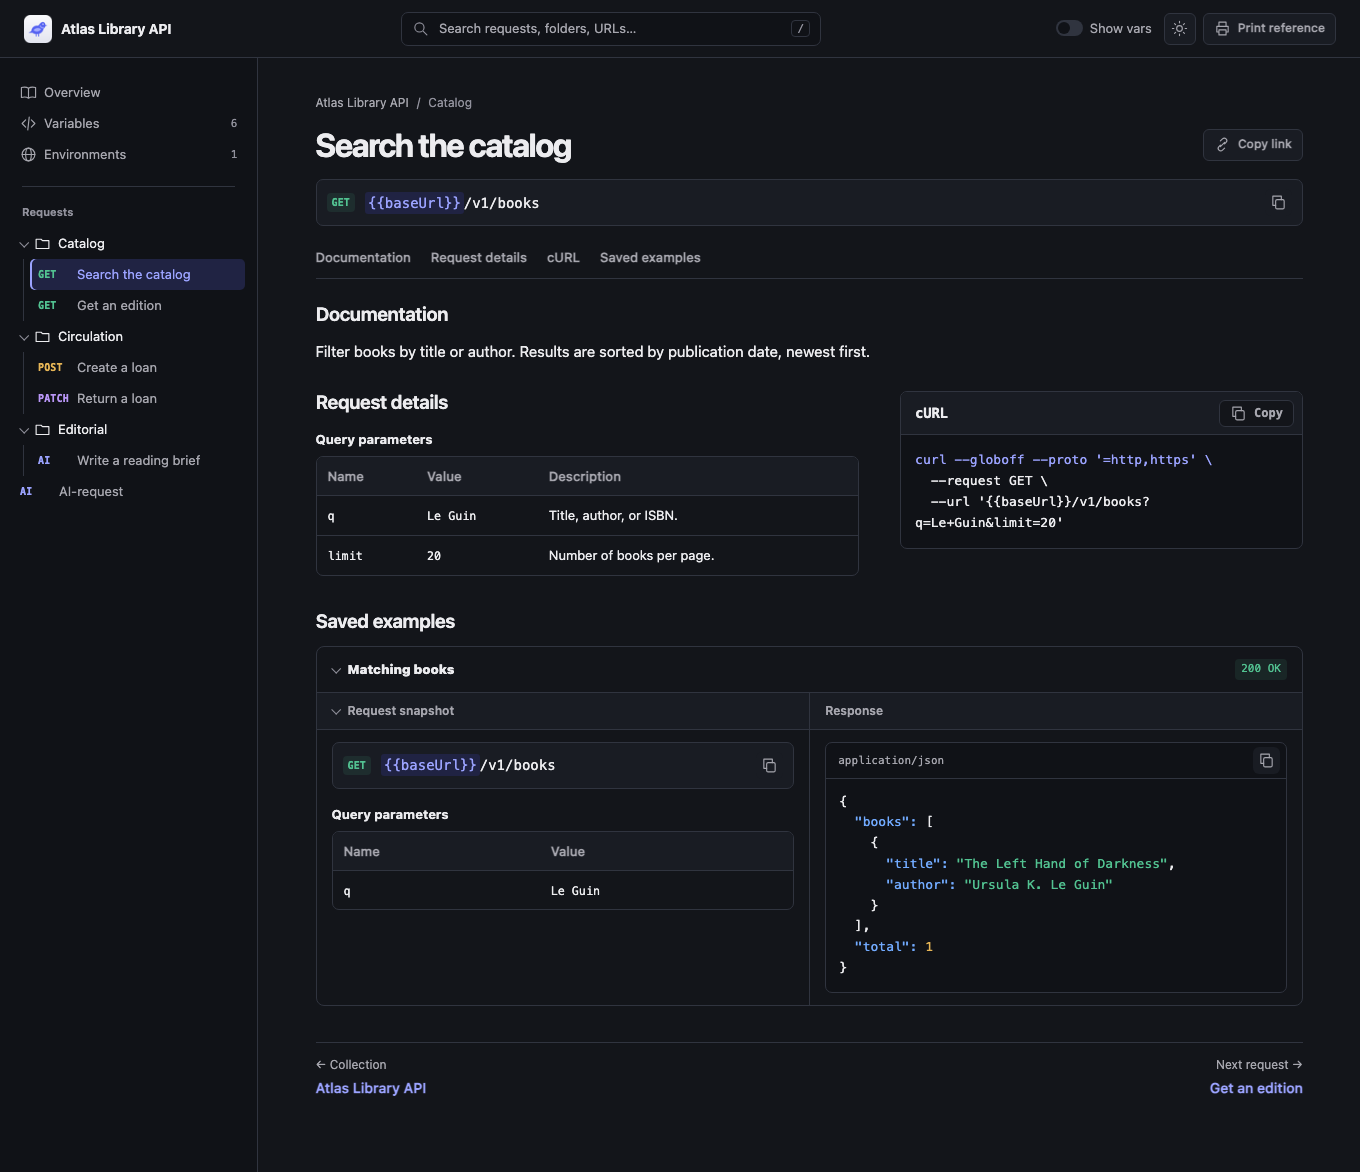 Atlas Library API
Search requests, folders, URLs...
/
Show vars
Print reference
Overview
Variables 6
Environments 1
Requests
Catalog
GET Search the catalog
GET Get an edition
Circulation
POST Create a loan
PATCH Return a loan
Editorial
AI Write a reading brief
AI AI-request
Atlas Library API / Catalog
Search the catalog
Copy link
GET {{baseUrl}}/v1/books
Documentation Request details cURL Saved examples
Documentation
Filter books by title or author. Results are sorted by publication date, newest first.
Request details
Query parameters
Name Value Description
q Le Guin Title, author, or ISBN.
limit 20 Number of books per page.
cURL
Copy
curl --globoff --proto '=http,https' \
  --request GET \
  --url '{{baseUrl}}/v1/books?
q=Le+Guin&limit=20'
Saved examples
Matching books
200 OK
Request snapshot
GET {{baseUrl}}/v1/books
Query parameters
Name Value
q Le Guin
Response
application/json
{
  "books": [
    {
      "title": "The Left Hand of Darkness",
      "author": "Ursula K. Le Guin"
    }
  ],
  "total": 1
}
← Collection
Atlas Library API
Next request →
Get an edition